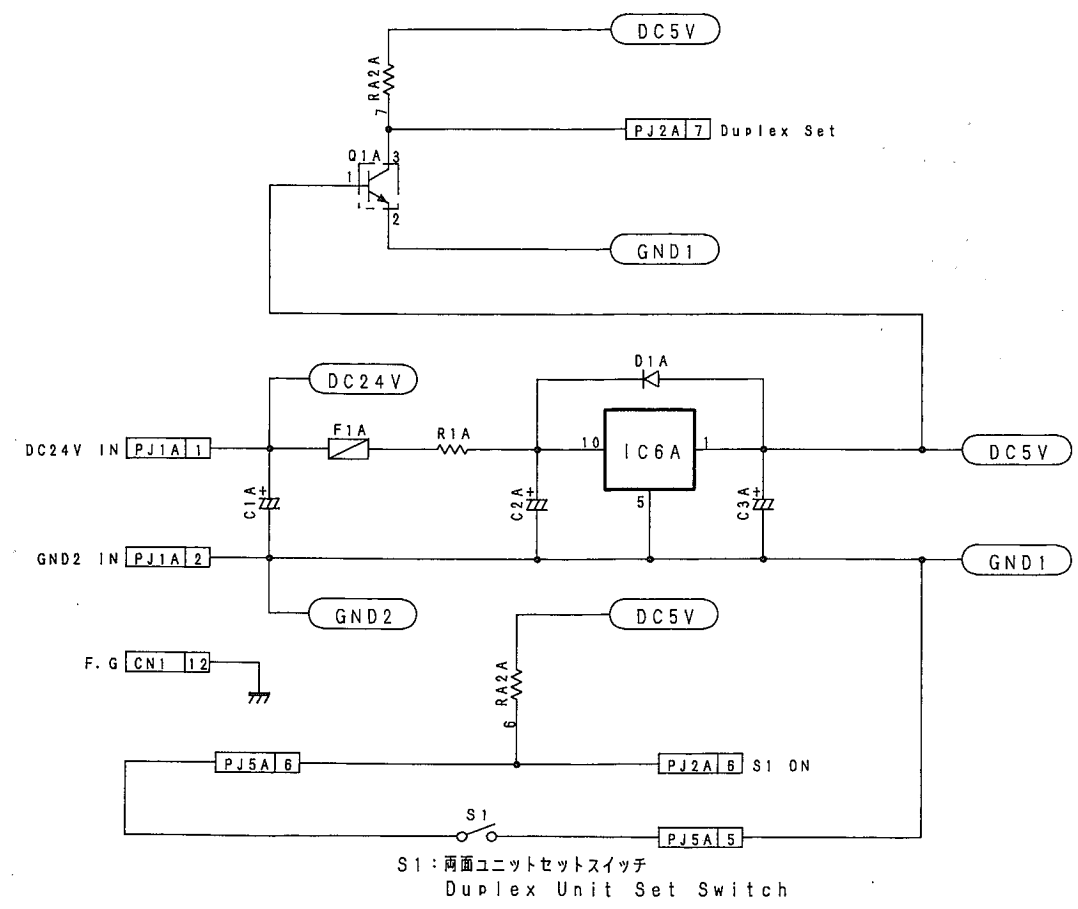 DC5V
RA2A
7
PJ2A 7 Duplex Set
Q1A
3
1
2
GND1
D1A
DC24V
F1A
R1A
DC24V IN PJ1A 1
10
IC6A
1
DC5V
C1A
+
C2A
+
5
C3A
+
GND2 IN PJ1A 2
GND1
GND2
DC5V
F.G CN1 12
RA2A
6
PJ5A 6
PJ2A 6 S1 ON
S1
PJ5A 5
S1:両面ユニットセットスイッチ
Duplex Unit Set Switch